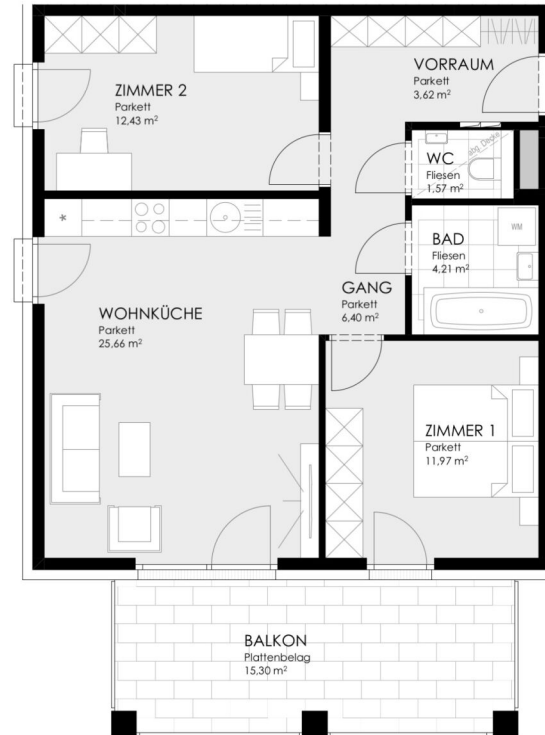 ZIMMER 2
Parkett
12,43 m²
VORRAUM
Parkett
3,62 m²
abg. Decke
WC
Fliesen
1,57 m²
*
WM
BAD
Fliesen
4,21 m²
GANG
Parkett
6,40 m²
WOHNKÜCHE
Parkett
25,66 m²
ZIMMER 1
Parkett
11,97 m²
BALKON
Plattenbelag
15,30 m²